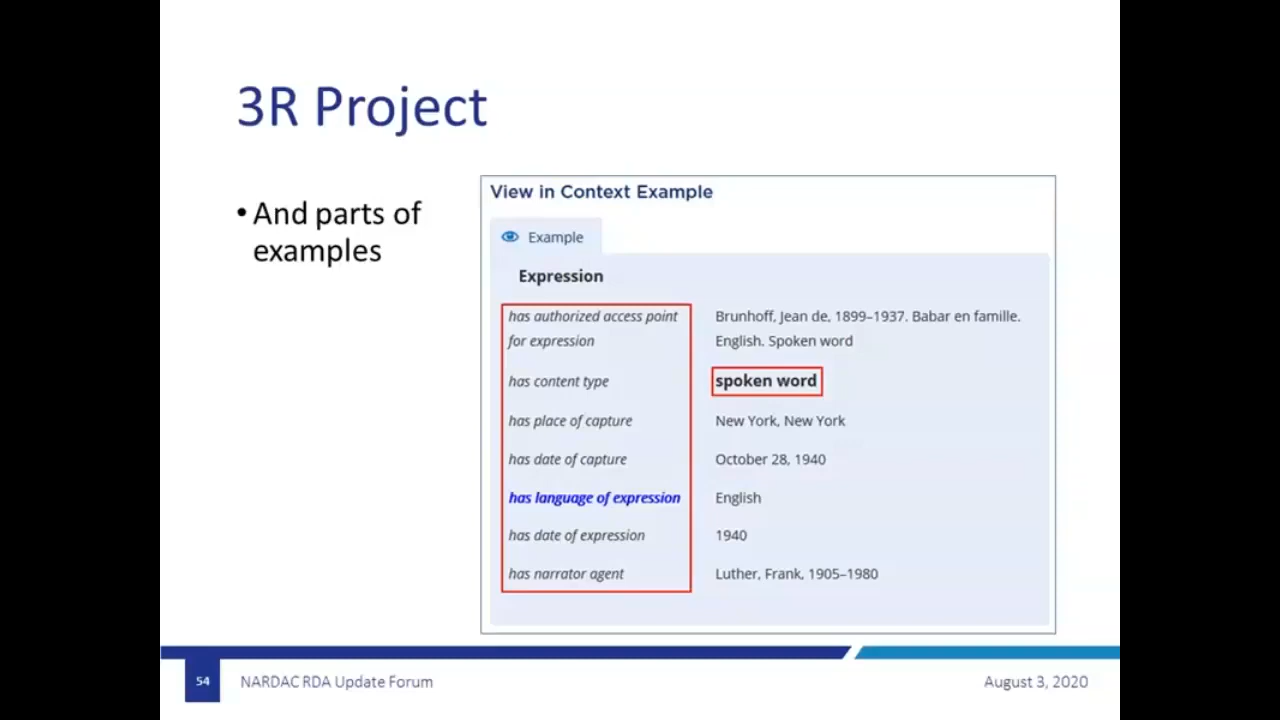 3R Project
• And parts of
examples
View in Context Example
Example
Expression
has authorized access point
for expression
Brunhoff, Jean de, 1899–1937. Babar en famille.
English. Spoken word
has content type
spoken word
has place of capture
New York, New York
has date of capture
October 28, 1940
has language of expression
English
has date of expression
1940
has narrator agent
Luther, Frank, 1905–1980
54
NARDAC RDA Update Forum
August 3, 2020